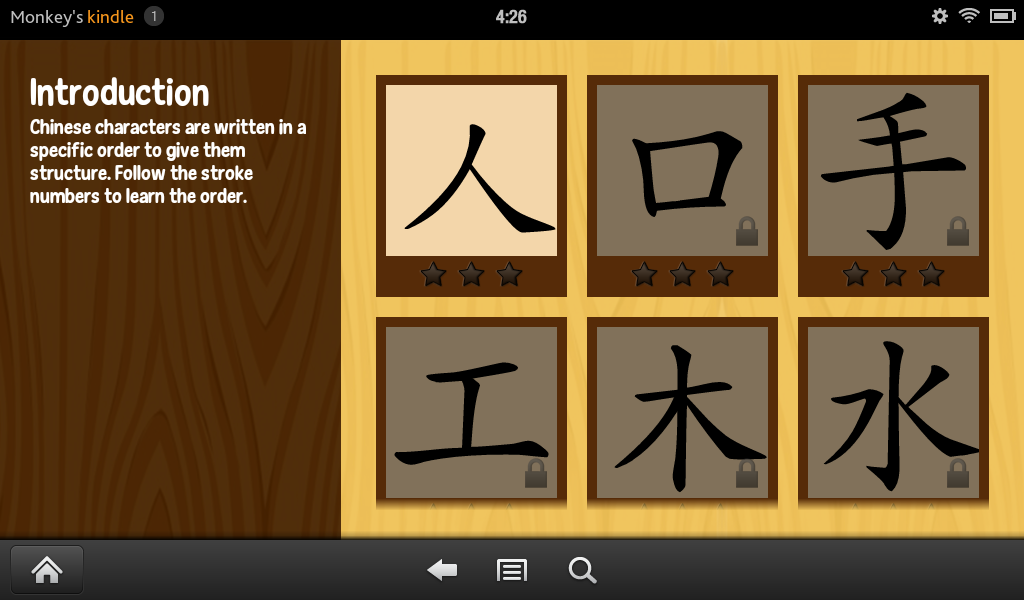 Monkey's kindle 1
4:26
Introduction
Chinese characters are written in a
specific order to give them
structure. Follow the stroke
numbers to learn the order.
人 口 手
工 木 水